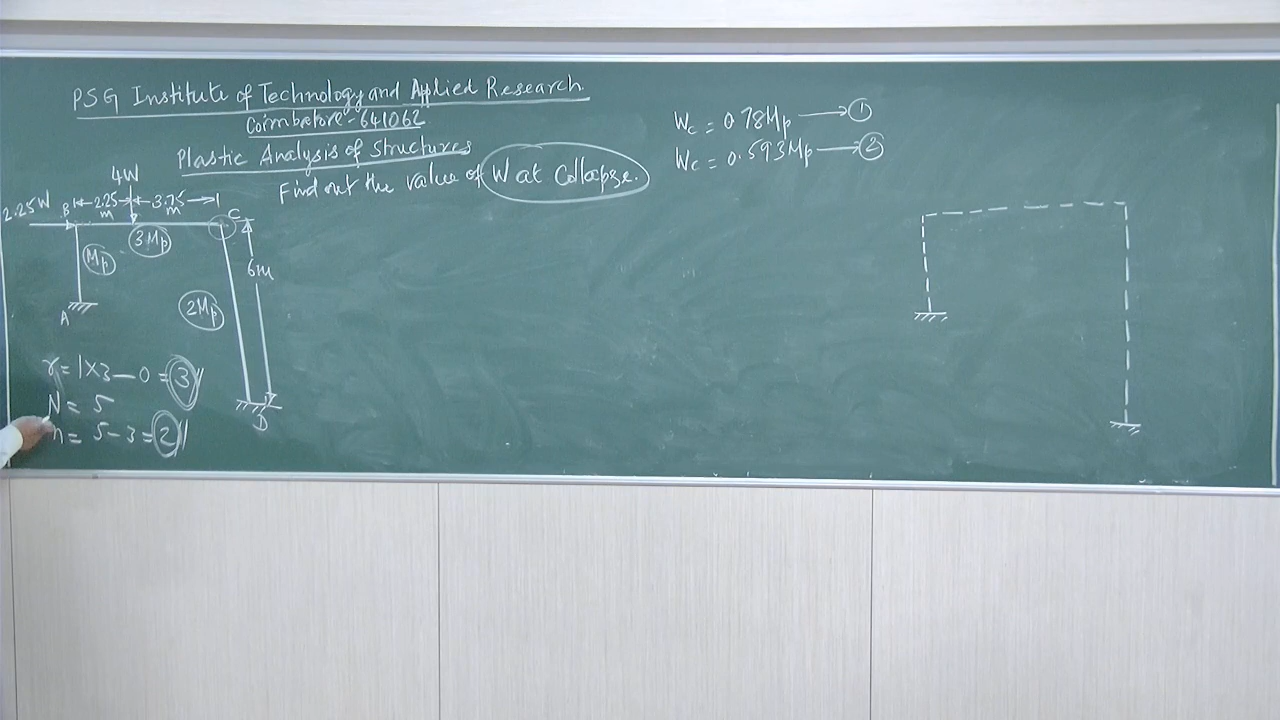 PSG Institute of Technology and Applied Research
Coimbatore-641062
Plastic Analysis of Structures
Find out the value of W at Collapse.
4W
2.25W
B
2.25
m
3.75
m
C
Mp
3Mp
6m
2Mp
A
D
r = 1×3 - 0 = 3
N = 5
n = 5-3 = 2
Wc = 0.78Mp → 1
Wc = 0.593Mp → 2